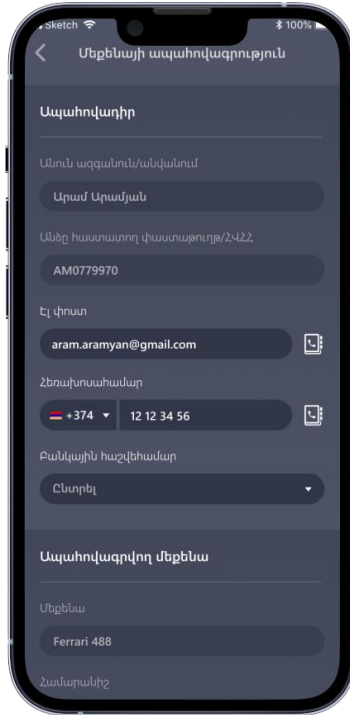 Sketch 100%
Մեքենայի ապահովագրություն
Ապահովադիր
Անուն ազգանուն/անվանում
Արամ Արամյան
Անձը հաստատող փաստաթուղթ/ՀՎՀՀ
AM0779970
Էլ փոստ
aram.aramyan@gmail.com
Հեռախոսահամար
+374 12 12 34 56
Բանկային հաշվեհամար
Ընտրել
Ապահովագրվող մեքենա
Մեքենա
Ferrari 488
Համարանիշ